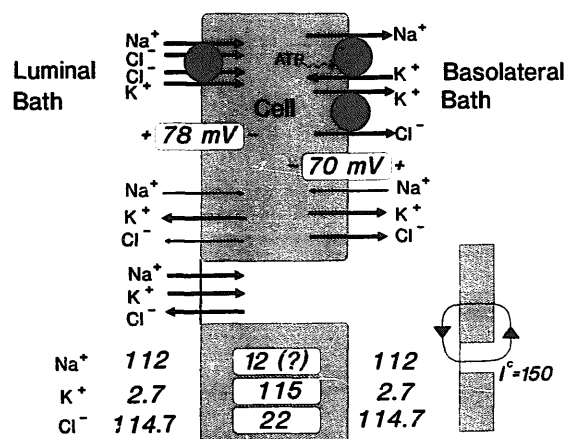 Na⁺
Cl⁻
Cl⁻
K⁺
ATP
Na⁺
K⁺
K⁺
Cl⁻
Luminal
Bath
Cell
Basolateral
Bath
+ 78 mV -
- 70 mV +
Na⁺
K⁺
Cl⁻
Na⁺
K⁺
Cl⁻
Na⁺
K⁺
Cl⁻
Iᶜ=150
Na⁺ 112 12 (?) 112
K⁺ 2.7 115 2.7
Cl⁻ 114.7 22 114.7